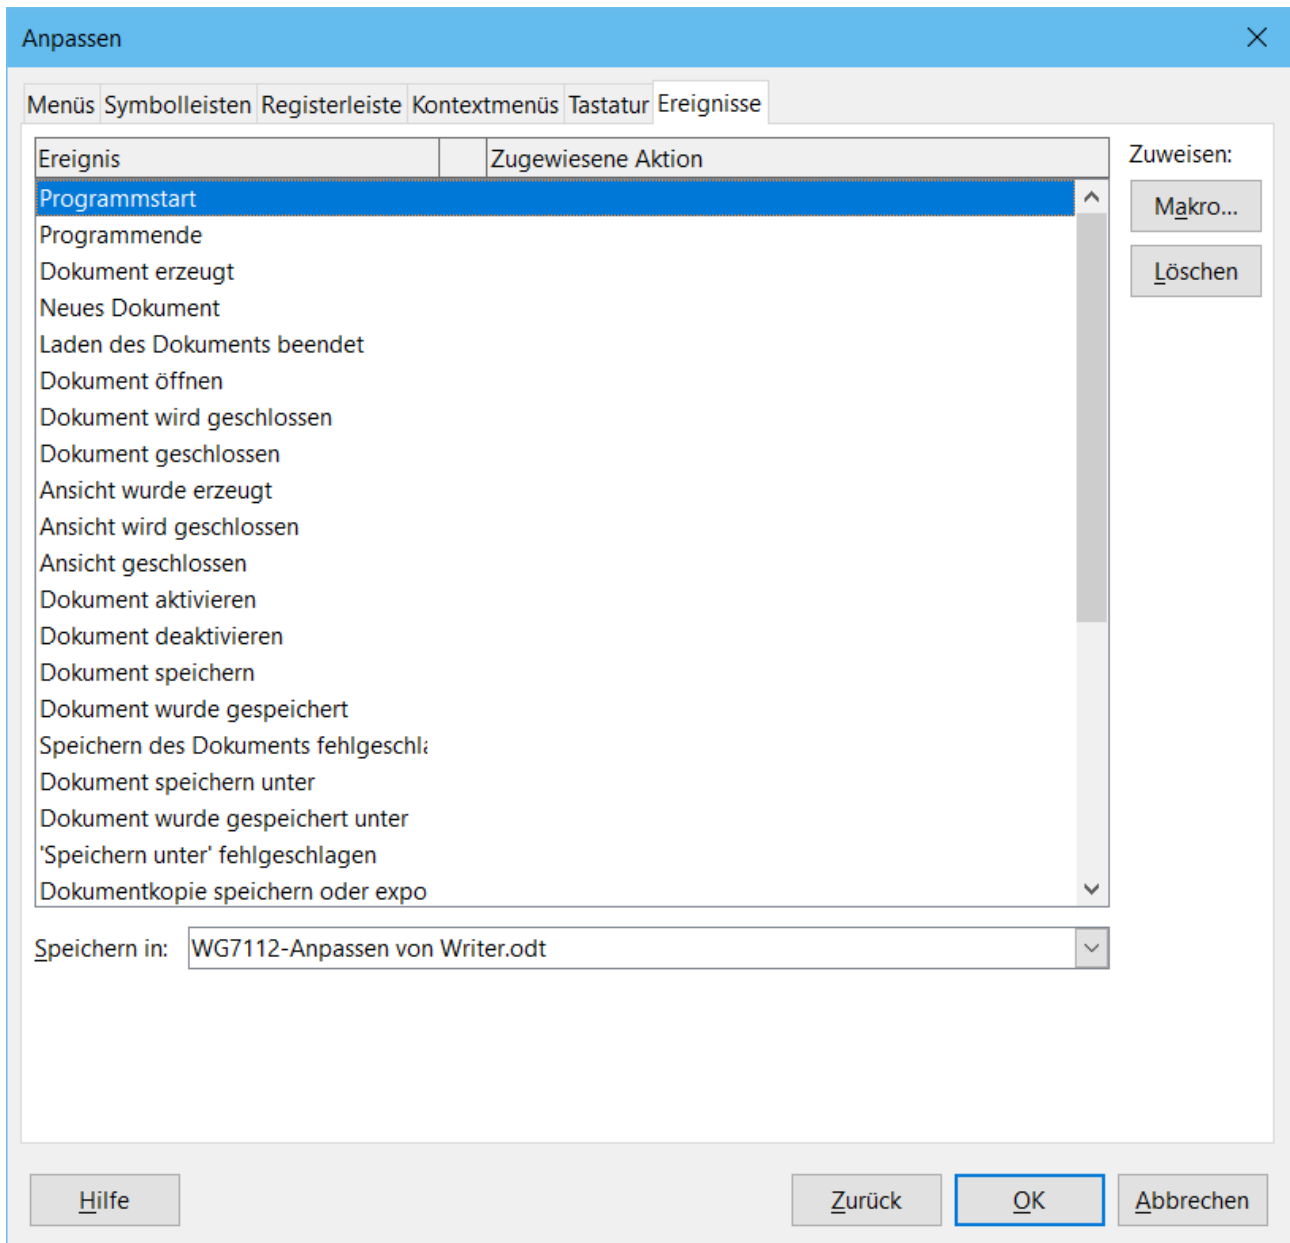 Anpassen
Menüs Symbolleisten Registerleiste Kontextmenüs Tastatur Ereignisse
Ereignis Zugewiesene Aktion
Zuweisen:
Programmstart
Makro...
Programmende
Dokument erzeugt
Löschen
Neues Dokument
Laden des Dokuments beendet
Dokument öffnen
Dokument wird geschlossen
Dokument geschlossen
Ansicht wurde erzeugt
Ansicht wird geschlossen
Ansicht geschlossen
Dokument aktivieren
Dokument deaktivieren
Dokument speichern
Dokument wurde gespeichert
Speichern des Dokuments fehlgeschla
Dokument speichern unter
Dokument wurde gespeichert unter
'Speichern unter' fehlgeschlagen
Dokumentkopie speichern oder expo
Speichern in: WG7112-Anpassen von Writer.odt
Hilfe Zurück OK Abbrechen